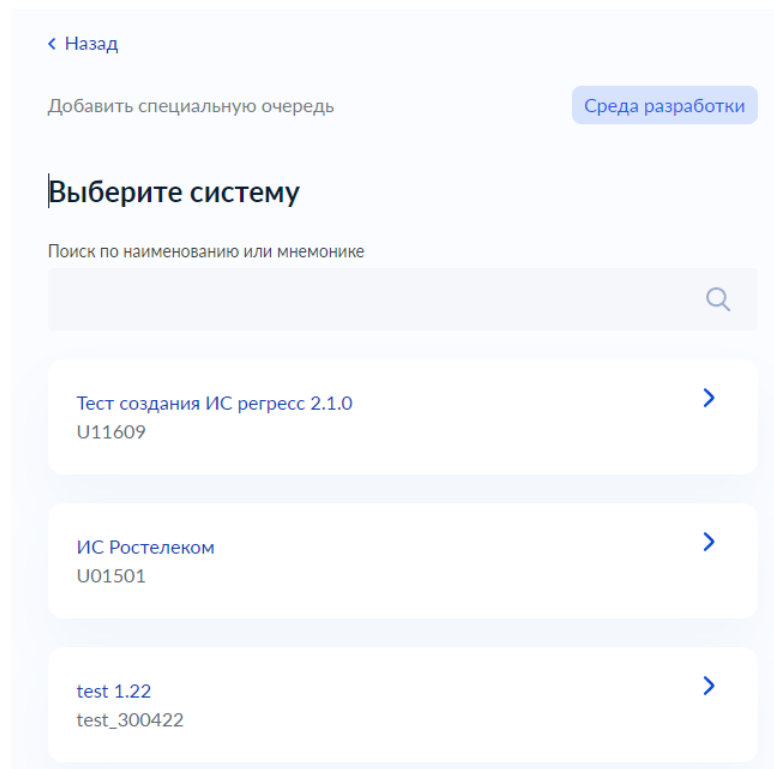 Назад
Добавить специальную очередь
Среда разработки
Выберите систему
Поиск по наименованию или мнемонике
Тест создания ИС регресс 2.1.0
U11609
ИС Ростелеком
U01501
test 1.22
test_300422